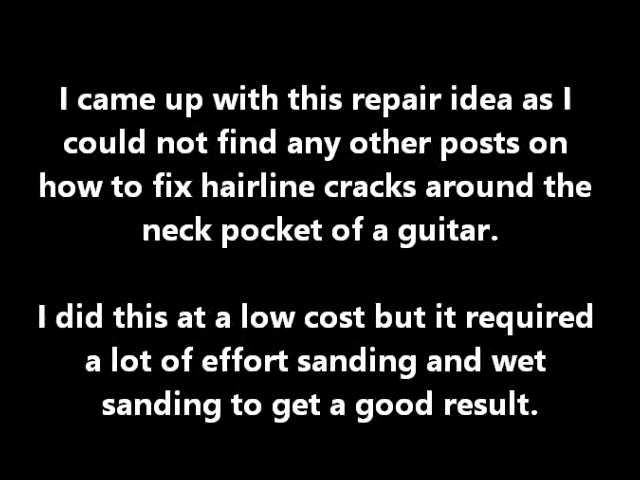 I came up with this repair idea as I
could not find any other posts on
how to fix hairline cracks around the
neck pocket of a guitar.
I did this at a low cost but it required
a lot of effort sanding and wet
sanding to get a good result.